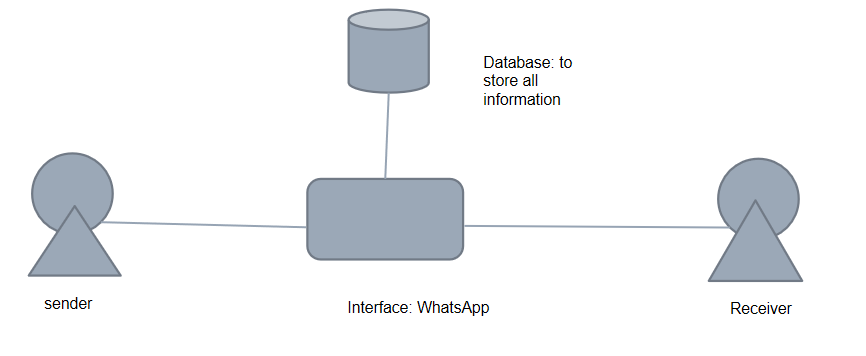 Database: to
store all
information
sender
Interface: WhatsApp
Receiver